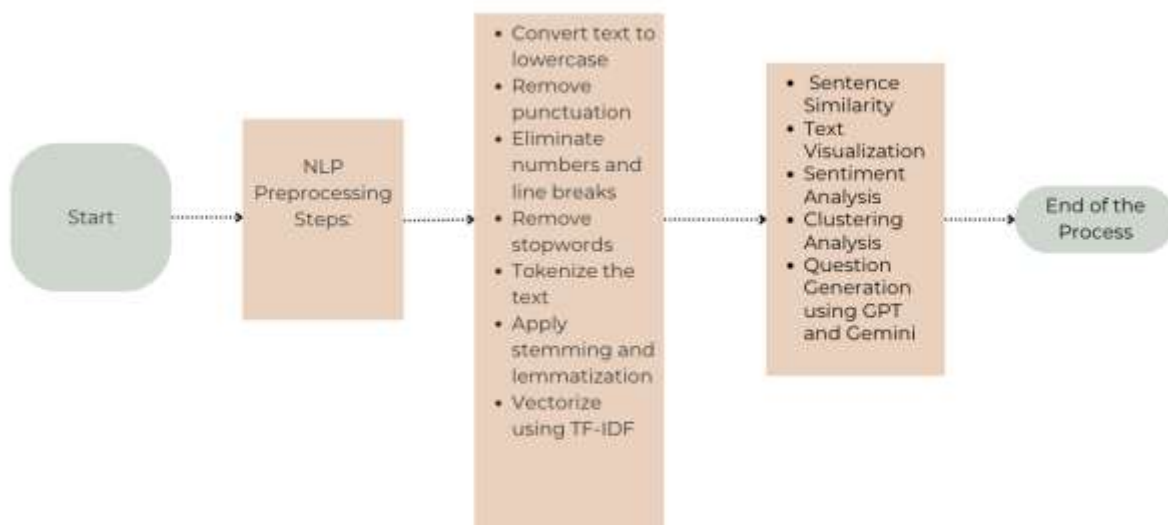 Start
NLP
Preprocessing
Steps:
• Convert text to
lowercase
• Remove
punctuation
• Eliminate
numbers and
line breaks
• Remove
stopwords
• Tokenize the
text
• Apply
stemming and
lemmatization
• Vectorize
using TF-IDF
• Sentence
Similarity
• Text
Visualization
• Sentiment
Analysis
• Clustering
Analysis
• Question
Generation
using GPT
and Gemini
End of the
Process